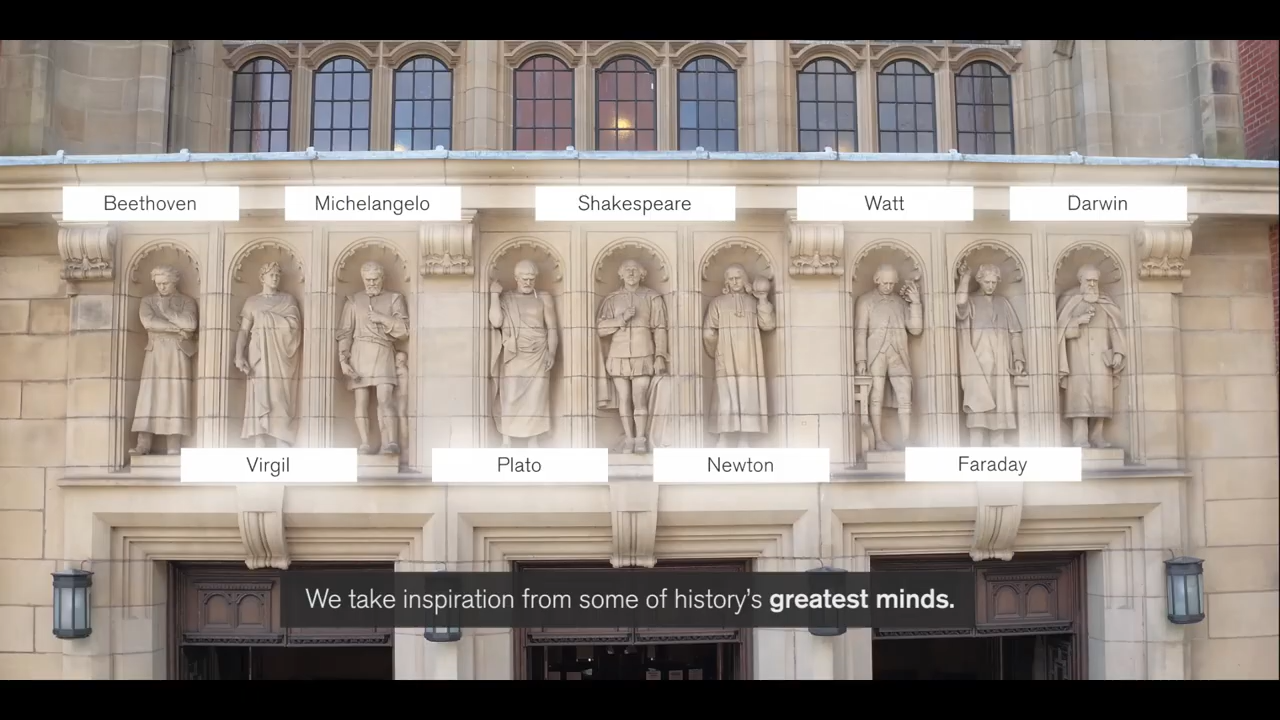 Beethoven
Michelangelo
Shakespeare
Watt
Darwin
Virgil
Plato
Newton
Faraday
We take inspiration from some of history's greatest minds.